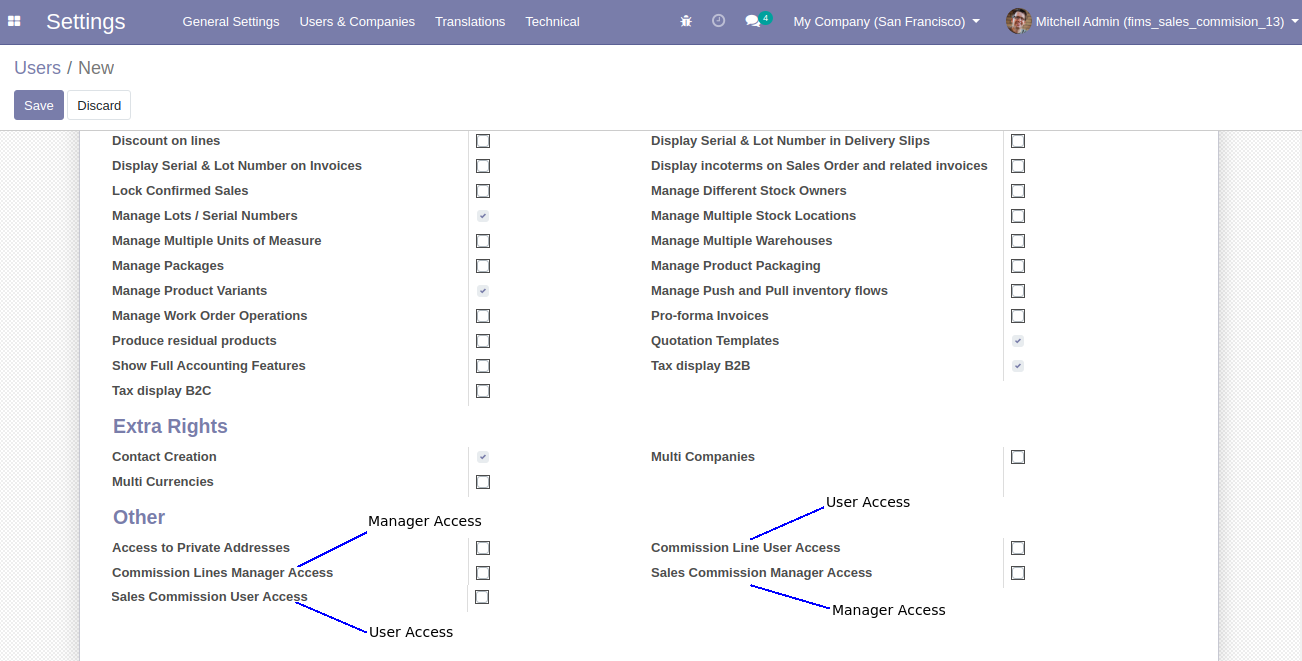 Settings General Settings Users & Companies Translations Technical 4 My Company (San Francisco) Mitchell Admin (fims_sales_commision_13)
Users / New
Save Discard
Discount on lines Display Serial & Lot Number in Delivery Slips
Display Serial & Lot Number on Invoices Display incoterms on Sales Order and related invoices
Lock Confirmed Sales Manage Different Stock Owners
Manage Lots / Serial Numbers Manage Multiple Stock Locations
Manage Multiple Units of Measure Manage Multiple Warehouses
Manage Packages Manage Product Packaging
Manage Product Variants Manage Push and Pull inventory flows
Manage Work Order Operations Pro-forma Invoices
Produce residual products Quotation Templates
Show Full Accounting Features Tax display B2B
Tax display B2C
Extra Rights
Contact Creation Multi Companies
Multi Currencies
User Access
Other
Manager Access
Access to Private Addresses Commission Line User Access
Commission Lines Manager Access Sales Commission Manager Access
Sales Commission User Access
Manager Access
User Access